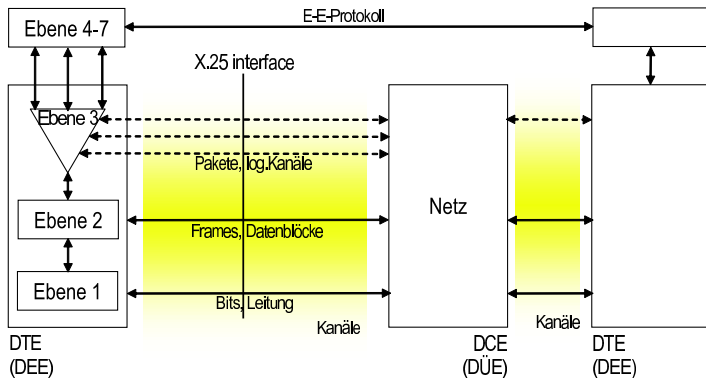 E-E-Protokoll
Ebene 4-7
X.25 interface
Ebene 3
Pakete, log.Kanäle
Netz
Ebene 2
Frames, Datenblöcke
Ebene 1
Bits, Leitung
Kanäle
Kanäle
DTE
(DEE)
DCE
(DÜE)
DTE
(DEE)